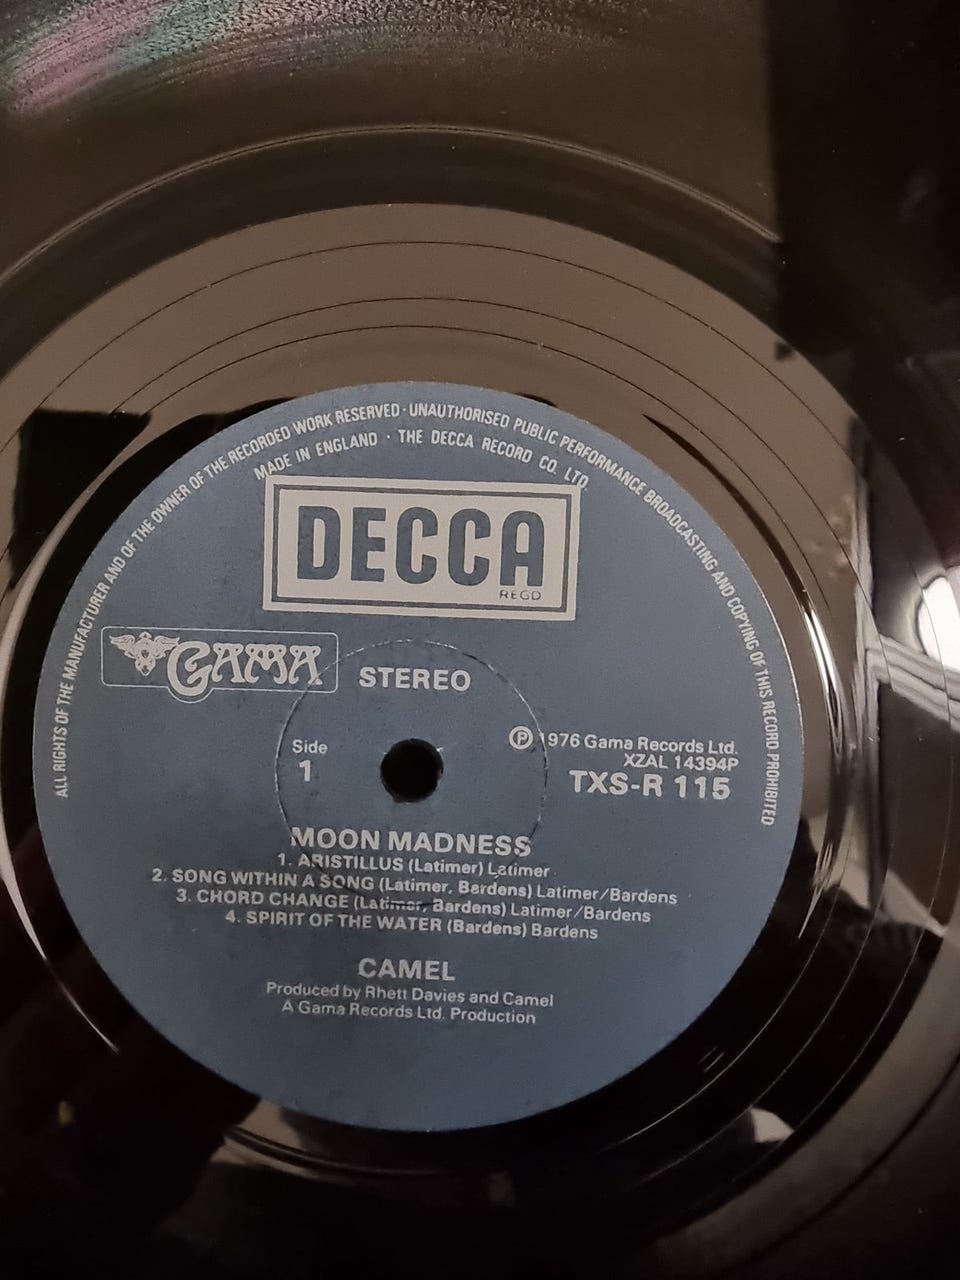 ALL RIGHTS OF THE MANUFACTURER AND OF THE OWNER OF THE RECORDED WORK RESERVED · UNAUTHORISED PUBLIC PERFORMANCE BROADCASTING AND COPYING OF THIS RECORD PROHIBITED
MADE IN ENGLAND · THE DECCA RECORD CO. LTD.
DECCA
REGD
GAMA
STEREO
Side
1
℗ 1976 Gama Records Ltd.
XZAL 14394P
TXS-R 115
MOON MADNESS
1. ARISTILLUS (Latimer) Latimer
2. SONG WITHIN A SONG (Latimer, Bardens) Latimer/Bardens
3. CHORD CHANGE (Latimer, Bardens) Latimer/Bardens
4. SPIRIT OF THE WATER (Bardens) Bardens
CAMEL
Produced by Rhett Davies and Camel
A Gama Records Ltd. Production